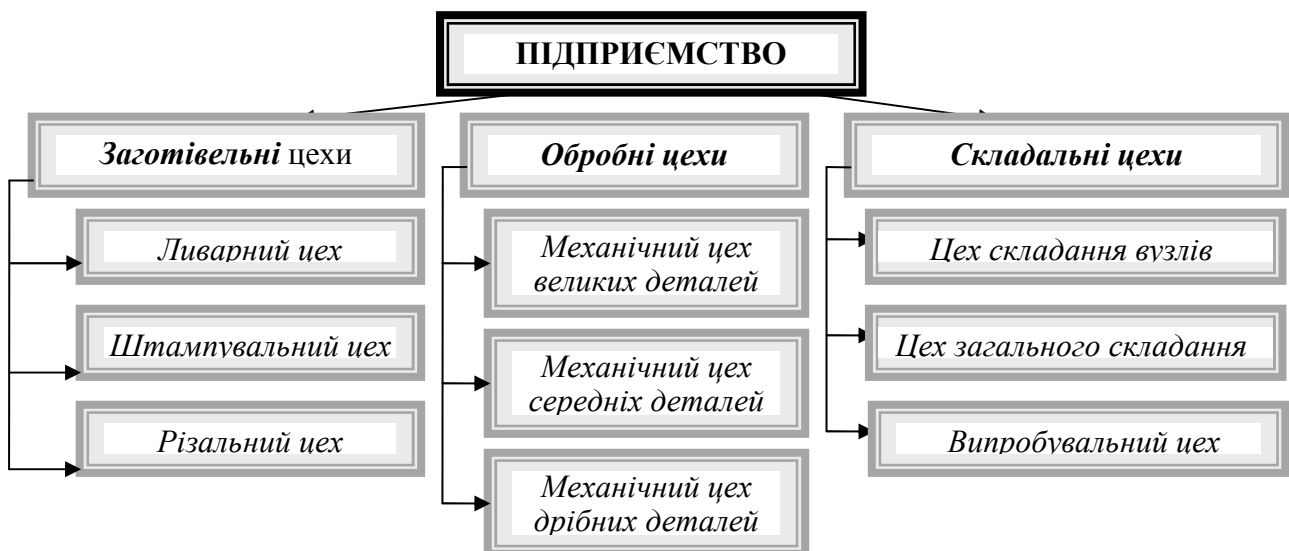 ПІДПРИЄМСТВО
Заготівельні цехи
Ливарний цех
Штампувальний цех
Різальний цех
Обробні цехи
Механічний цех
великих деталей
Механічний цех
середніх деталей
Механічний цех
дрібних деталей
Складальні цехи
Цех складання вузлів
Цех загального складання
Випробувальний цех